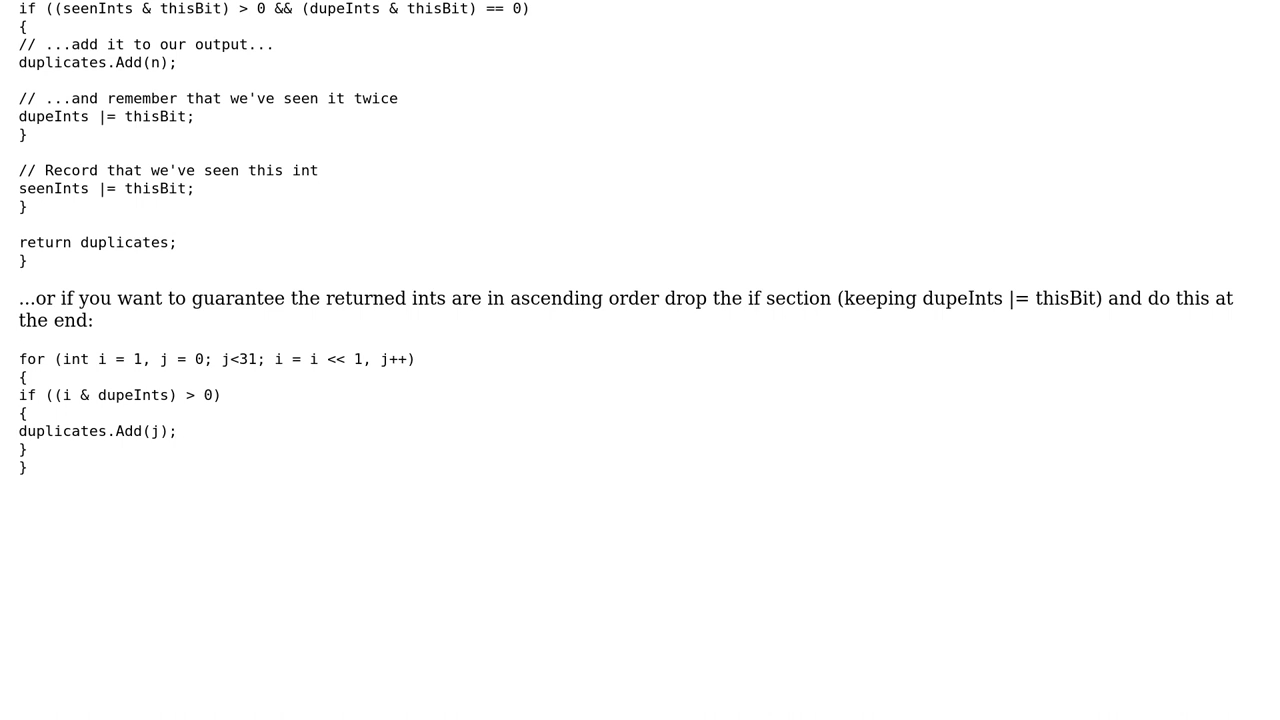 if ((seenInts & thisBit) > 0 && (dupeInts & thisBit) == 0)
{
// ...add it to our output...
duplicates.Add(n);
// ...and remember that we've seen it twice
dupeInts |= thisBit;
}
// Record that we've seen this int
seenInts |= thisBit;
}
return duplicates;
}
...or if you want to guarantee the returned ints are in ascending order drop the if section (keeping dupeInts |= thisBit) and do this at
the end:
for (int i = 1, j = 0; j<31; i = i << 1, j++)
{
if ((i & dupeInts) > 0)
{
duplicates.Add(j);
}
}